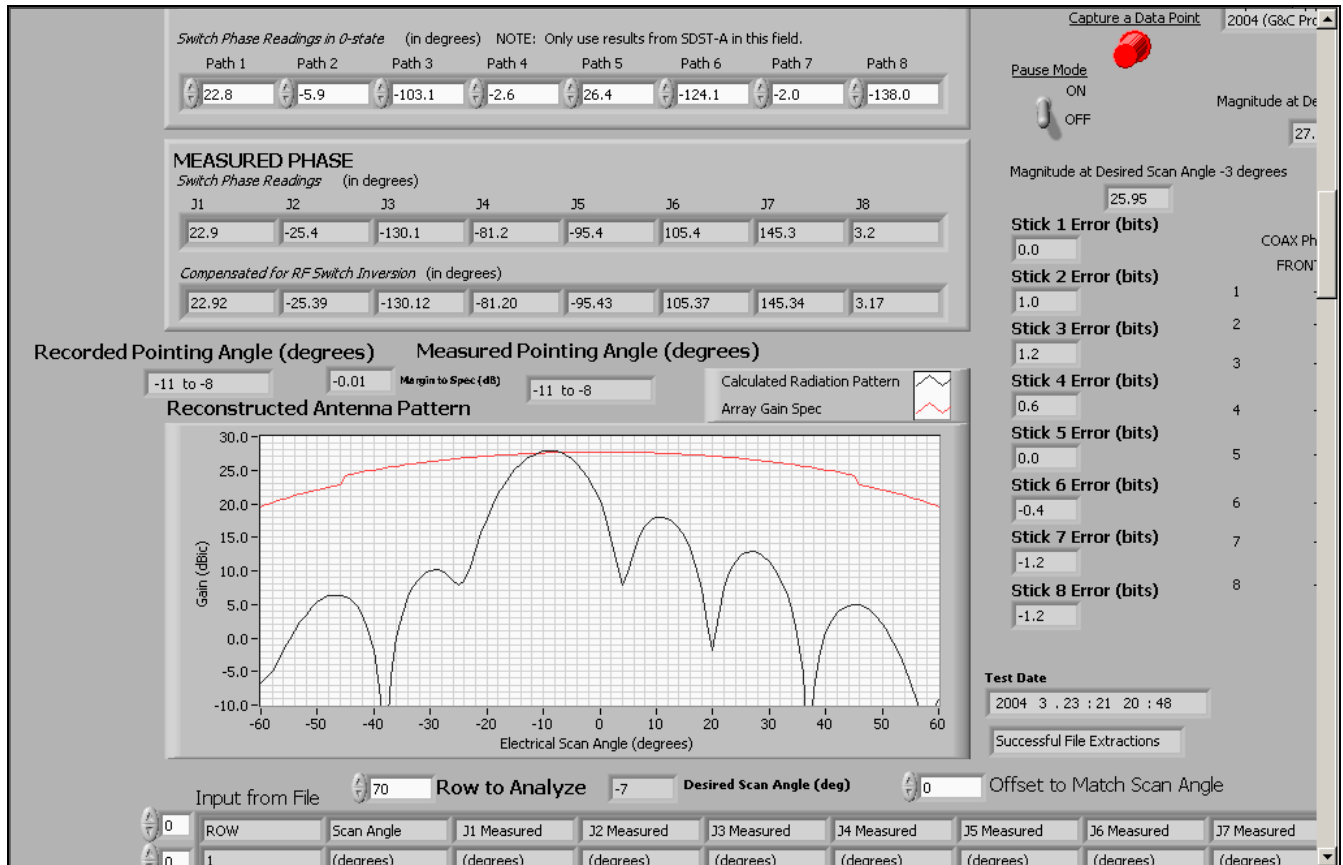 Capture a Data Point
2004 (G&C Pro
Switch Phase Readings in 0-state (in degrees) NOTE: Only use results from SDST-A in this field.
Path 1 Path 2 Path 3 Path 4 Path 5 Path 6 Path 7 Path 8
22.8 -5.9 -103.1 -2.6 26.4 -124.1 -2.0 -138.0
Pause Mode
ON
OFF
Magnitude at De
27.
MEASURED PHASE
Switch Phase Readings (in degrees)
J1 J2 J3 J4 J5 J6 J7 J8
22.9 -25.4 -130.1 -81.2 -95.4 105.4 145.3 3.2
Compensated for RF Switch Inversion (in degrees)
22.92 -25.39 -130.12 -81.20 -95.43 105.37 145.34 3.17
Magnitude at Desired Scan Angle -3 degrees
25.95
Stick 1 Error (bits)
0.0
Stick 2 Error (bits)
1.0
Stick 3 Error (bits)
1.2
Stick 4 Error (bits)
0.6
Stick 5 Error (bits)
0.0
Stick 6 Error (bits)
-0.4
Stick 7 Error (bits)
-1.2
Stick 8 Error (bits)
-1.2
COAX Ph
FRONT
1 -
2 -
3 -
4 -
5 -
6 -
7 -
8 -
Recorded Pointing Angle (degrees) Measured Pointing Angle (degrees)
-11 to -8 -0.01 Margin to Spec (dB) -11 to -8
Reconstructed Antenna Pattern
Calculated Radiation Pattern
Array Gain Spec
30.0
25.0
20.0
15.0
10.0
5.0
0.0
-5.0
-10.0
Gain (dBic)
-60 -50 -40 -30 -20 -10 0 10 20 30 40 50 60
Electrical Scan Angle (degrees)
Test Date
2004 3 . 23 : 21 20 : 48
Successful File Extractions
70 Row to Analyze -7 Desired Scan Angle (deg) 0 Offset to Match Scan Angle
Input from File
0 ROW Scan Angle J1 Measured J2 Measured J3 Measured J4 Measured J5 Measured J6 Measured J7 Measured
0 1 (degrees) (degrees) (degrees) (degrees) (degrees) (degrees) (degrees) (degrees)